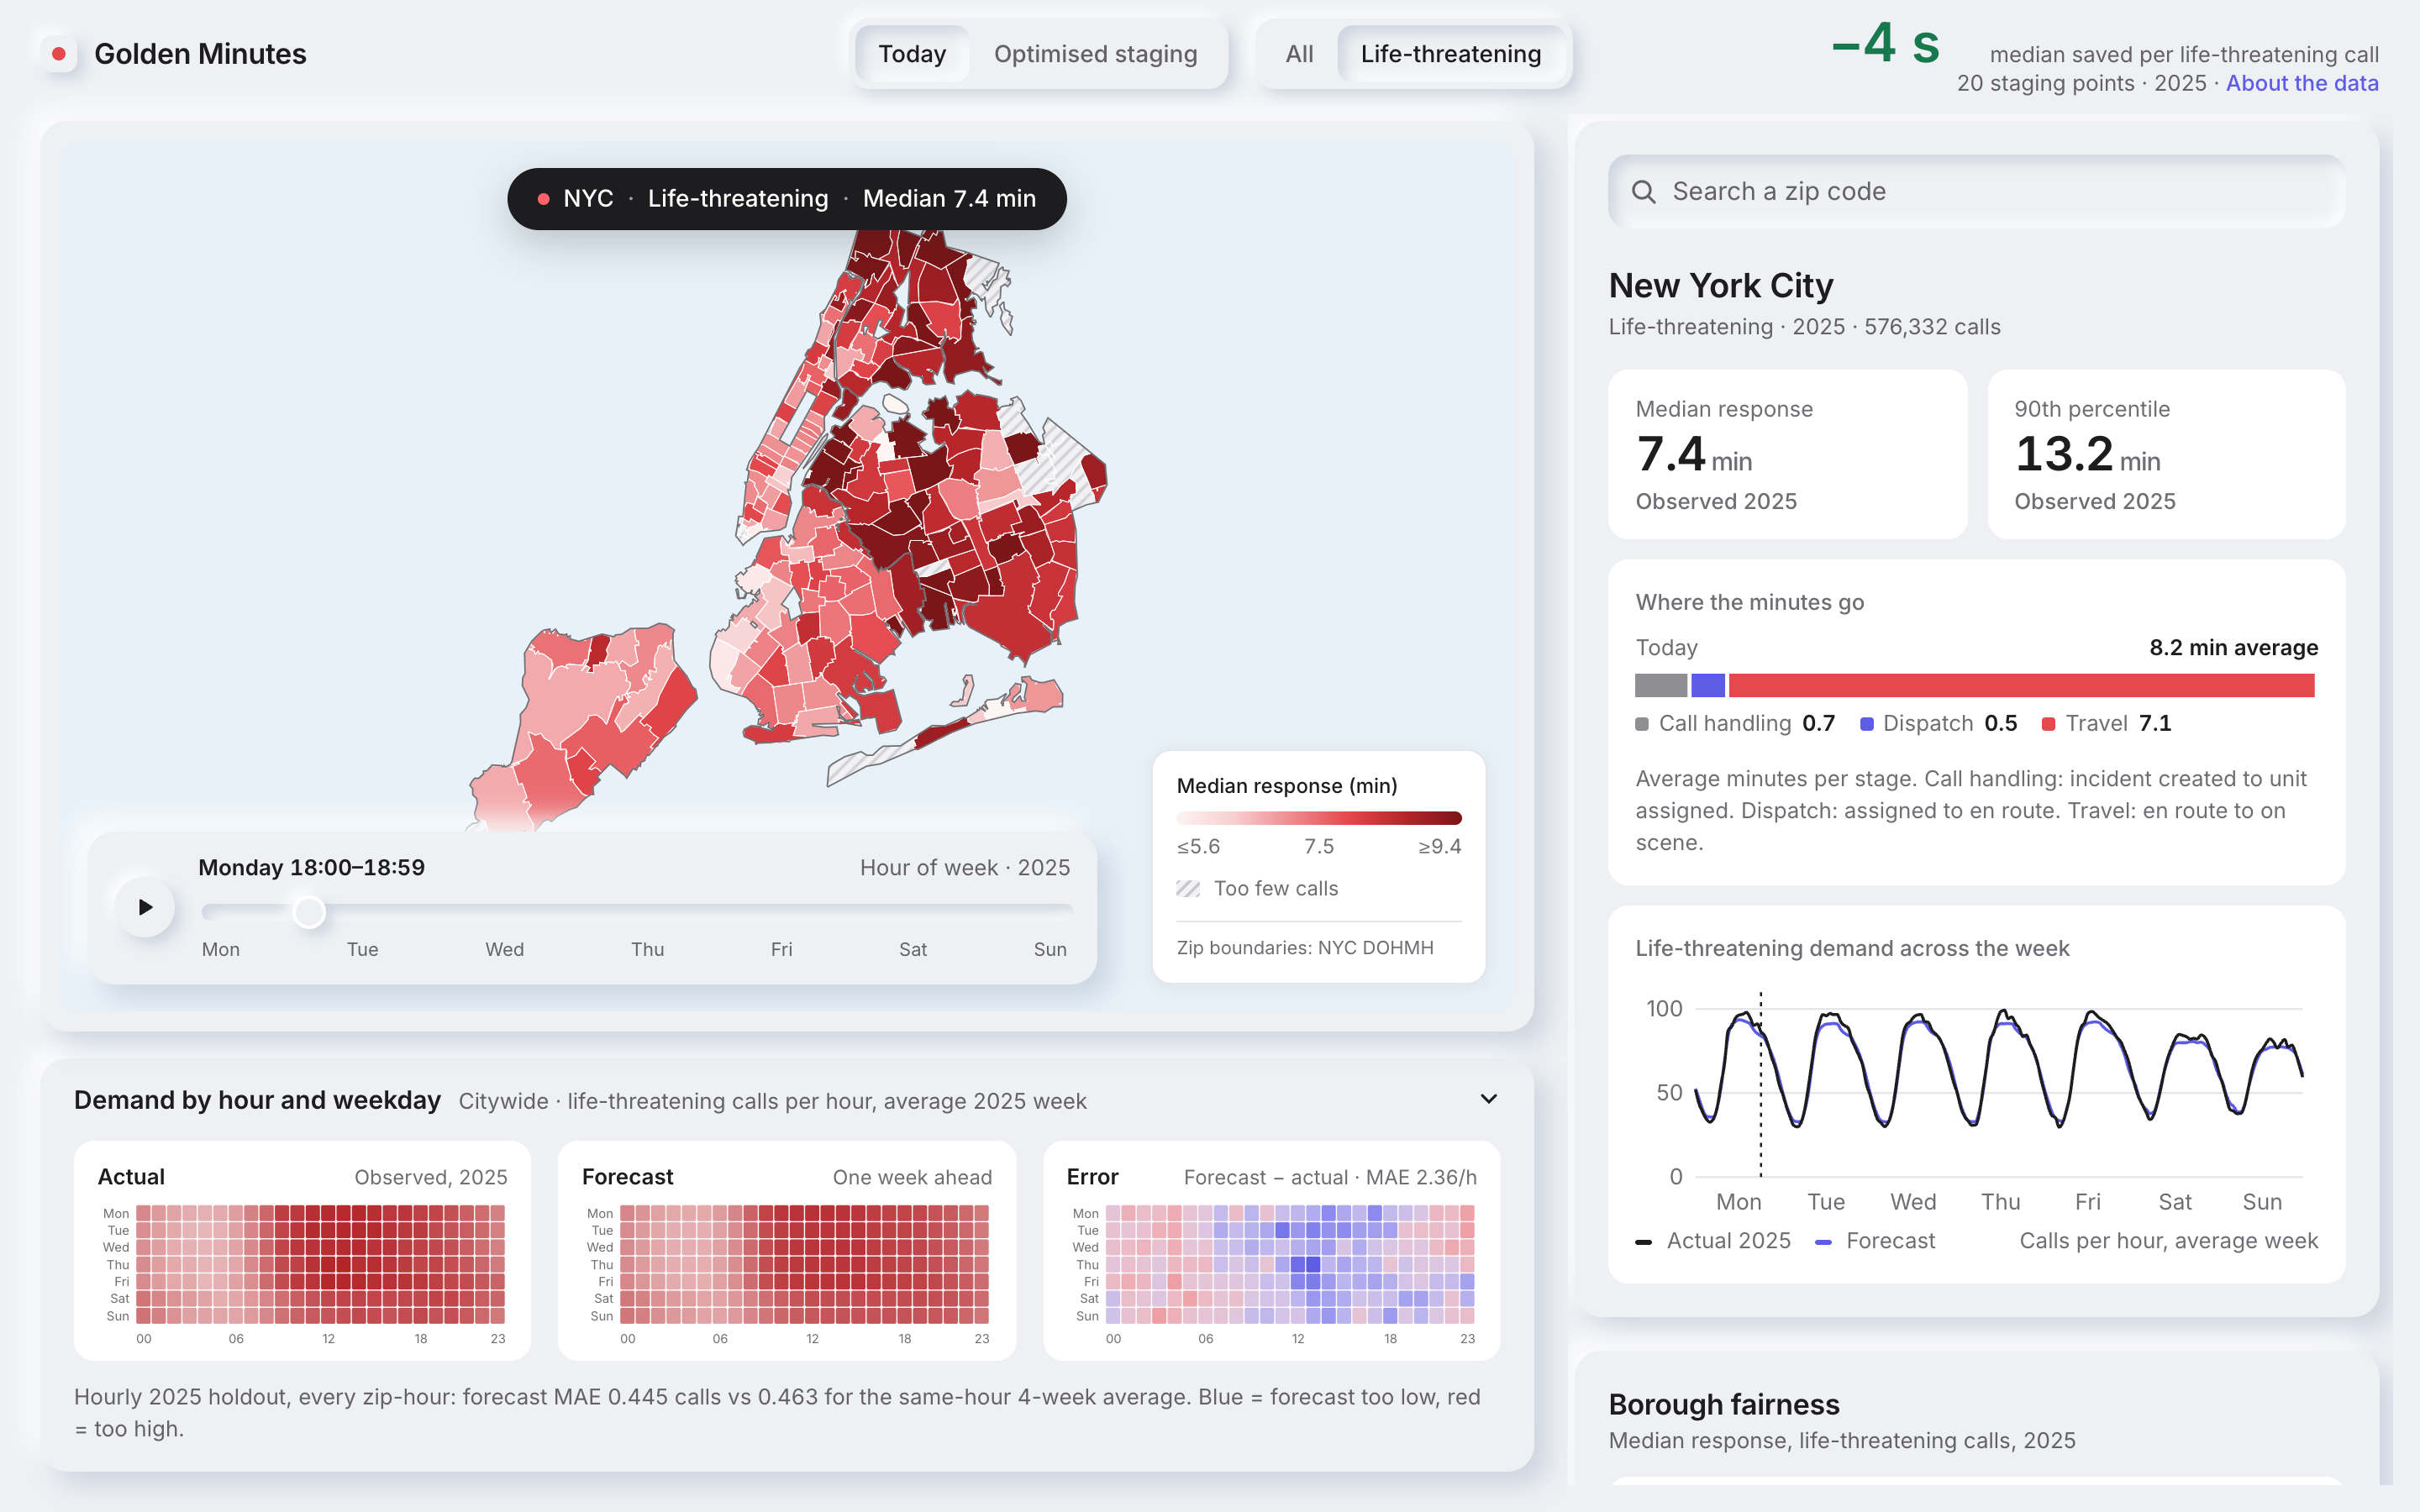 Golden Minutes
Today
Optimised staging
All
Life-threatening
−4 s median saved per life-threatening call
20 staging points · 2025 · About the data
NYC · Life-threatening · Median 7.4 min
Monday 18:00–18:59
Hour of week · 2025
Mon Tue Wed Thu Fri Sat Sun
Median response (min)
≤5.6 7.5 ≥9.4
Too few calls
Zip boundaries: NYC DOHMH
Demand by hour and weekday Citywide · life-threatening calls per hour, average 2025 week
Actual Observed, 2025
Mon
Tue
Wed
Thu
Fri
Sat
Sun
00 06 12 18 23
Forecast One week ahead
Mon
Tue
Wed
Thu
Fri
Sat
Sun
00 06 12 18 23
Error Forecast − actual · MAE 2.36/h
Mon
Tue
Wed
Thu
Fri
Sat
Sun
00 06 12 18 23
Hourly 2025 holdout, every zip-hour: forecast MAE 0.445 calls vs 0.463 for the same-hour 4-week average. Blue = forecast too low, red
= too high.
Search a zip code
New York City
Life-threatening · 2025 · 576,332 calls
Median response
7.4 min
Observed 2025
90th percentile
13.2 min
Observed 2025
Where the minutes go
Today 8.2 min average
Call handling 0.7 Dispatch 0.5 Travel 7.1
Average minutes per stage. Call handling: incident created to unit
assigned. Dispatch: assigned to en route. Travel: en route to on
scene.
Life-threatening demand across the week
100
50
0
Mon Tue Wed Thu Fri Sat Sun
Actual 2025 Forecast Calls per hour, average week
Borough fairness
Median response, life-threatening calls, 2025